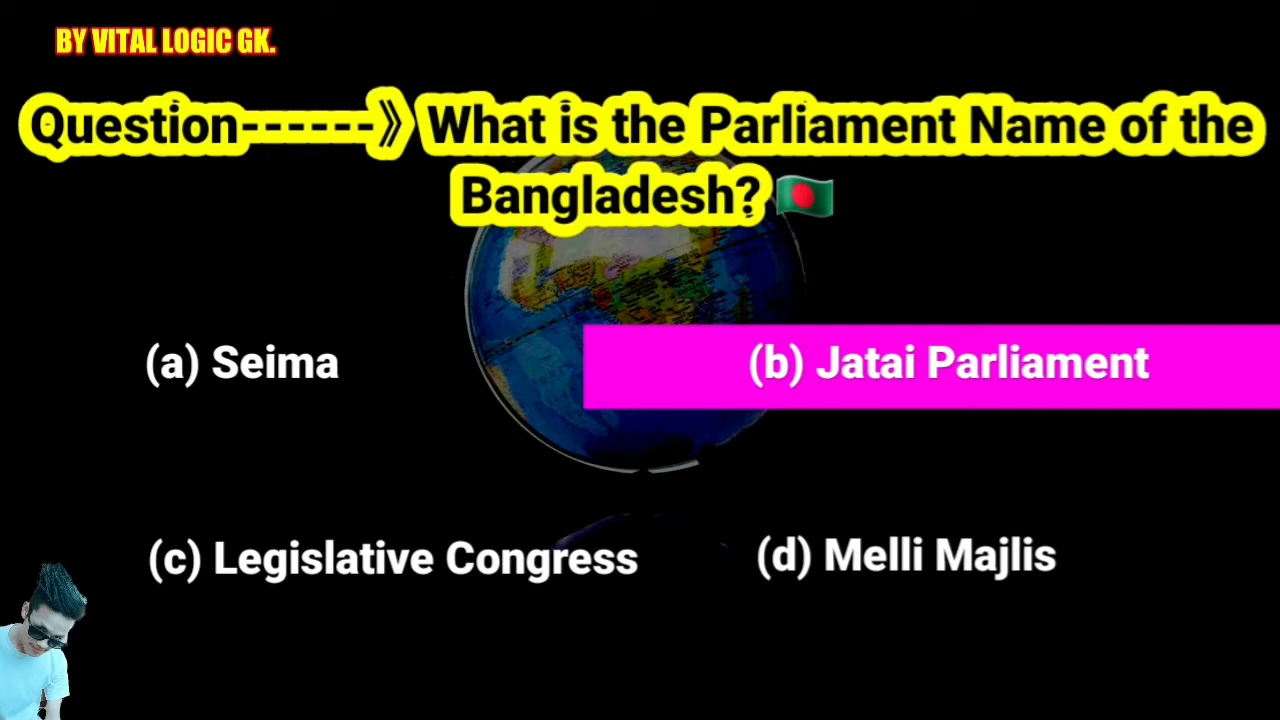 BY VITAL LOGIC GK.
Question------》 What is the Parliament Name of the
Bangladesh? 🇧🇩
(a) Seima
(b) Jatai Parliament
(c) Legislative Congress
(d) Melli Majlis